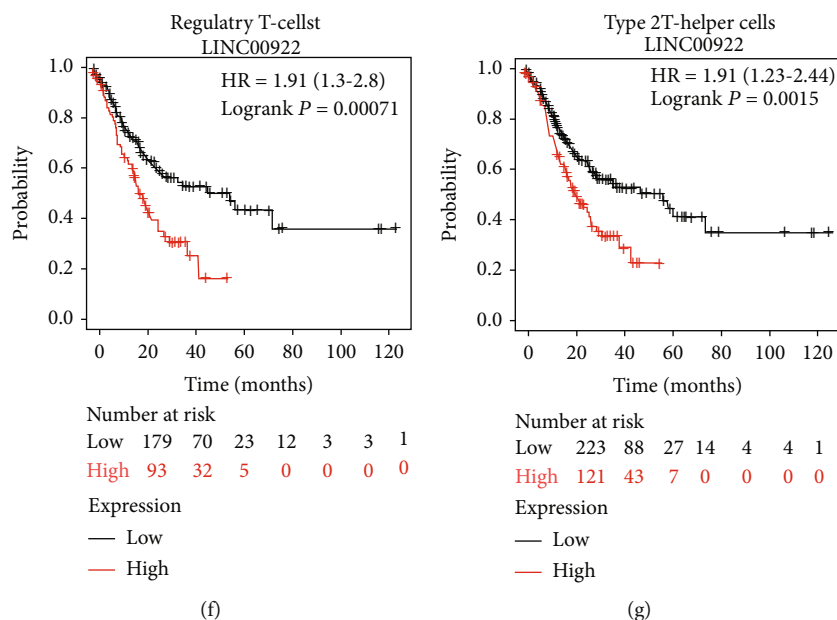 Regulatry T-cellst
LINC00922
HR = 1.91 (1.3-2.8)
Logrank P = 0.00071
1.0
0.8
0.6
0.4
0.2
0.0
Probability
0 20 40 60 80 100 120
Time (months)
Number at risk
Low 179 70 23 12 3 3 1
High 93 32 5 0 0 0 0
Expression
Low
High
(f)
Type 2T-helper cells
LINC00922
HR = 1.91 (1.23-2.44)
Logrank P = 0.0015
1.0
0.8
0.6
0.4
0.2
0.0
Probability
0 20 40 60 80 100 120
Time (months)
Number at risk
Low 223 88 27 14 4 4 1
High 121 43 7 0 0 0 0
Expression
Low
High
(g)